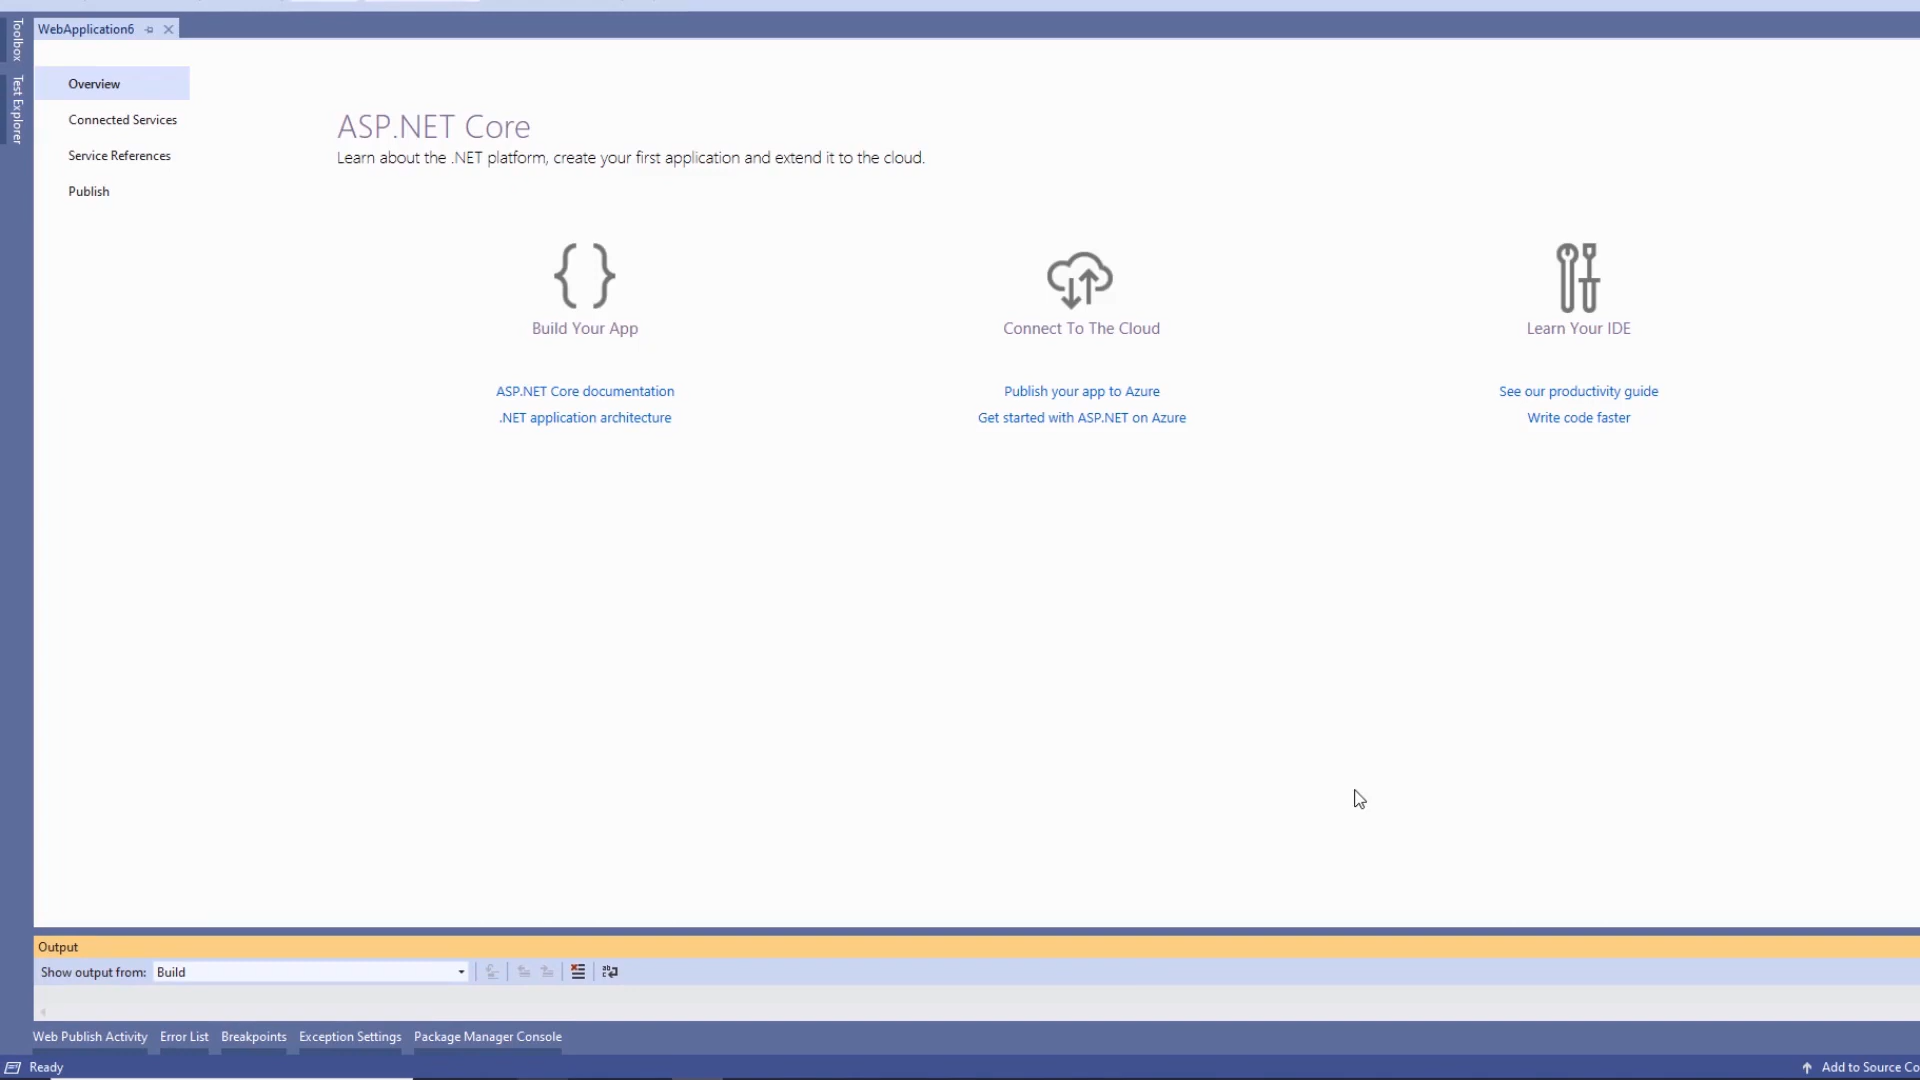 WebApplication6
Toolbox
Test Explorer
Overview
Connected Services
Service References
Publish
ASP.NET Core
Learn about the .NET platform, create your first application and extend it to the cloud.
Build Your App
Connect To The Cloud
Learn Your IDE
ASP.NET Core documentation
Publish your app to Azure
See our productivity guide
.NET application architecture
Get started with ASP.NET on Azure
Write code faster
Output
Show output from: Build
Web Publish Activity Error List Breakpoints Exception Settings Package Manager Console
Ready
Add to Source Co